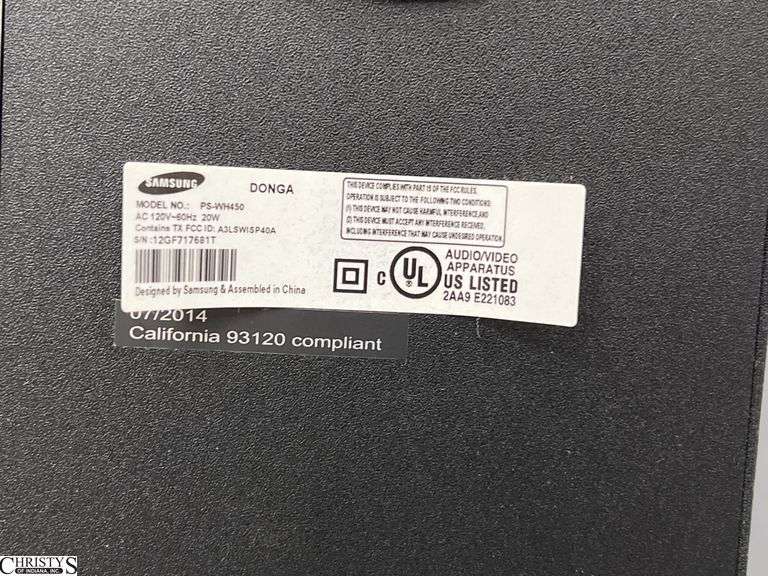 SAMSUNG
DONGA
MODEL NO.: PS-WH450
AC 120V~60Hz 20W
Contains TX FCC ID: A3LSWISP40A
S/N :12GF717681T
Designed by Samsung & Assembled in China
THIS DEVICE COMPLIES WITH PART 15 OF THE FCC RULES,
OPERATION IS SUBJECT TO THE FOLLOWING TWO CONDITIONS:
(1) THIS DEVICE MAY NOT CAUSE HARMFUL INTERFERENCE,AND
(2) THIS DEVICE MUST ACCEPT ANY INTERFERENCE RECEIVED,
INCLUDING INTERFERENCE THAT MAY CAUSE UNDESIRED OPERATION.
C UL ®
AUDIO/VIDEO
APPARATUS
US LISTED
2AA9 E221083
07/2014
California 93120 compliant
CHRISTY'S
OF INDIANA, INC.